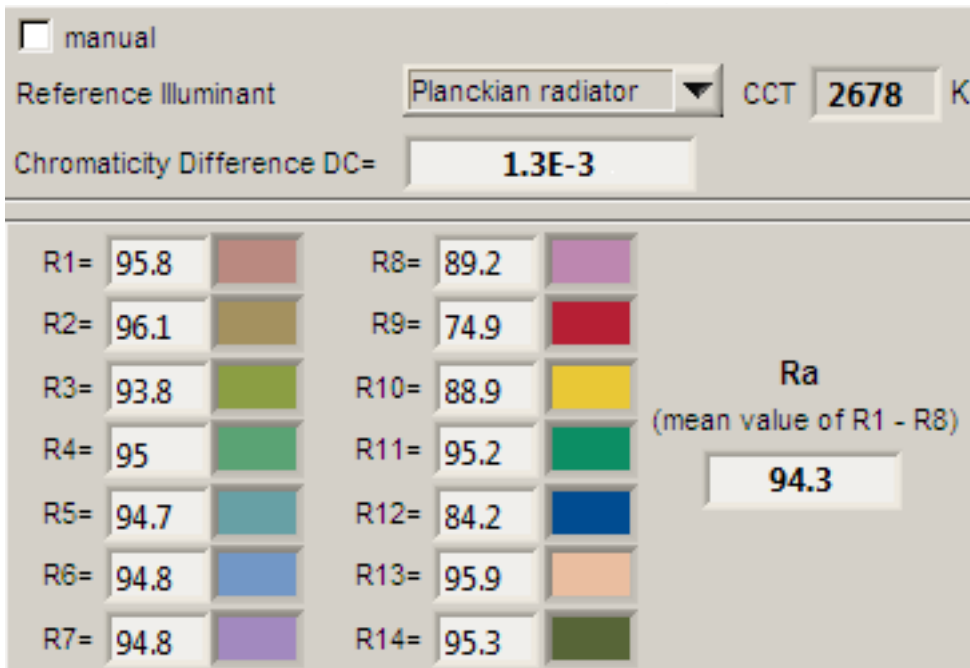 manual
Reference Illuminant Planckian radiator CCT 2678 K
Chromaticity Difference DC= 1.3E-3
R1= 95.8 R8= 89.2
R2= 96.1 R9= 74.9
R3= 93.8 R10= 88.9
R4= 95 R11= 95.2
R5= 94.7 R12= 84.2
R6= 94.8 R13= 95.9
R7= 94.8 R14= 95.3
Ra
(mean value of R1 - R8)
94.3